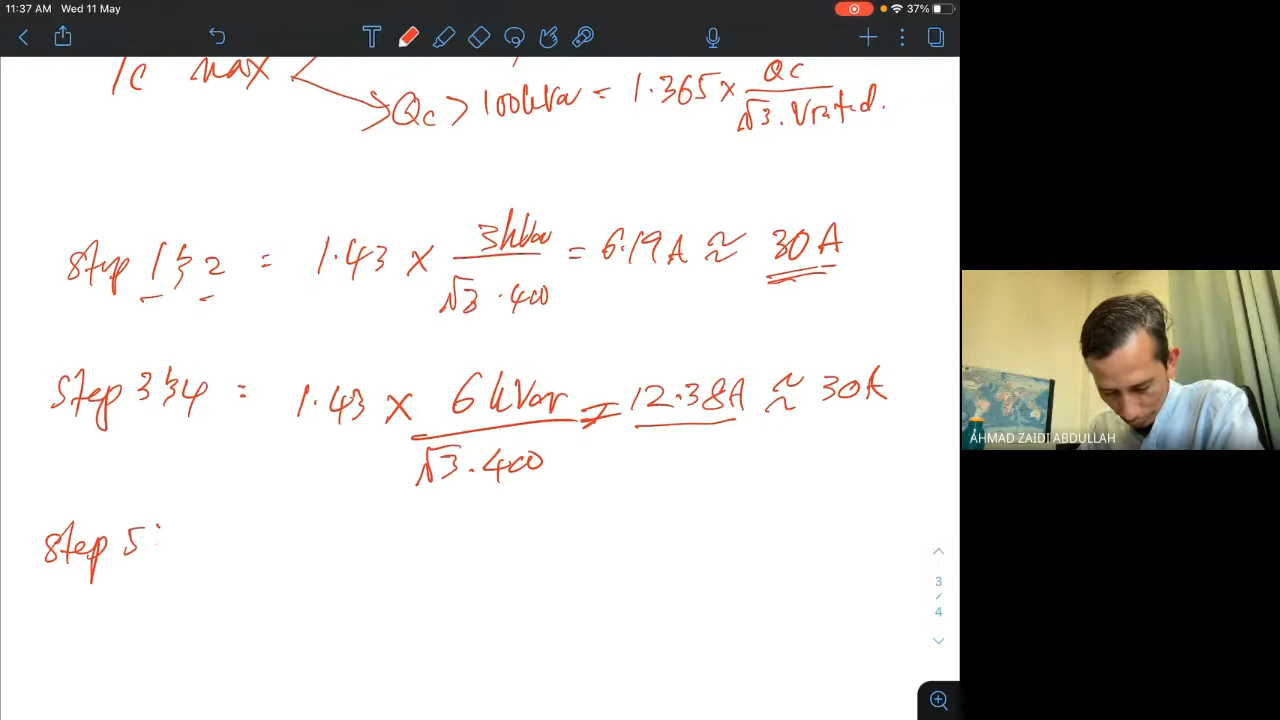 11:37 AM Wed 11 May
37%
T
Ic max
Qc > 100kVar = 1.365 x Qc / √3 . Vrated.
step 1 & 2 = 1.43 x 3kVar / √3 . 400 = 6.19A ≈ 30A
step 3 & 4 = 1.43 x 6kVar / √3 . 400 = 12.38A ≈ 30A
step 5 :
AHMAD ZAIDI ABDULLAH
3
/
4